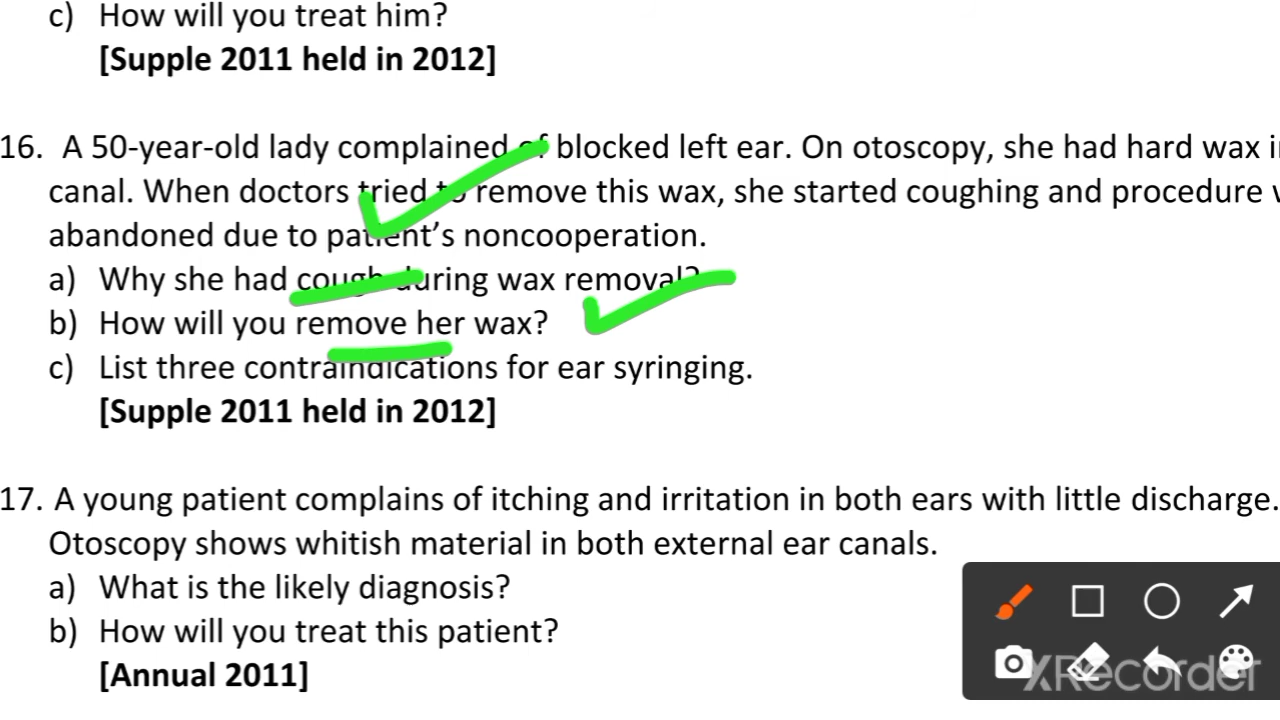 c) How will you treat him?
[Supple 2011 held in 2012]
16. A 50-year-old lady complained of blocked left ear. On otoscopy, she had hard wax in
canal. When doctors tried to remove this wax, she started coughing and procedure
abandoned due to patient's noncooperation.
a) Why she had cough during wax removal?
b) How will you remove her wax?
c) List three contraindications for ear syringing.
[Supple 2011 held in 2012]
17. A young patient complains of itching and irritation in both ears with little discharge.
Otoscopy shows whitish material in both external ear canals.
a) What is the likely diagnosis?
b) How will you treat this patient?
[Annual 2011]
XRecorder